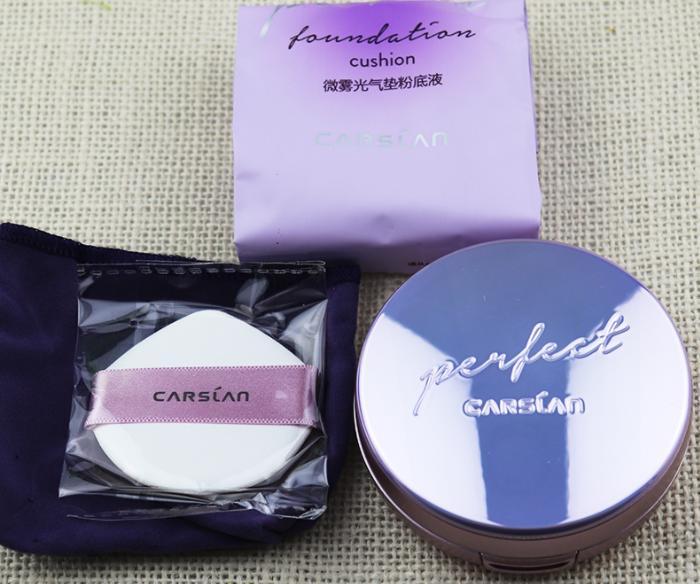 foundation
cushion
微雾光气垫粉底液
CARSLAN
CARSLAN
perfect
CARSLAN